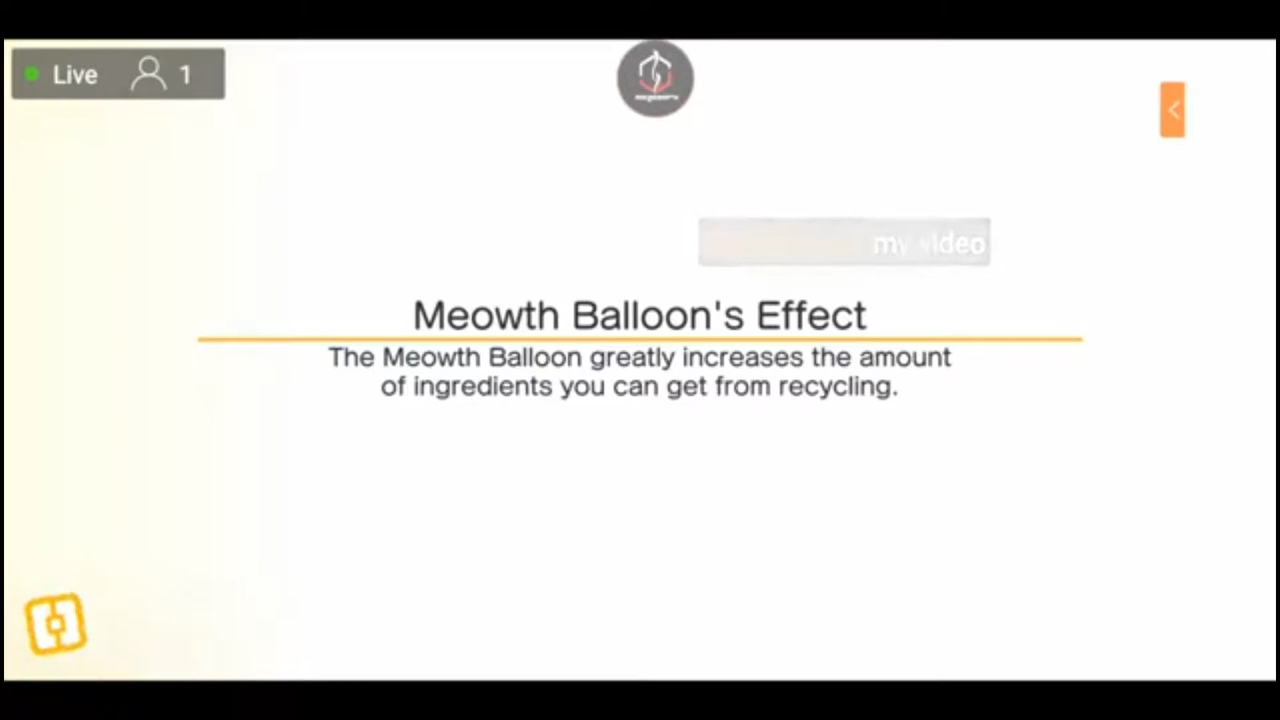 Live 1
my video
Meowth Balloon's Effect
The Meowth Balloon greatly increases the amount
of ingredients you can get from recycling.